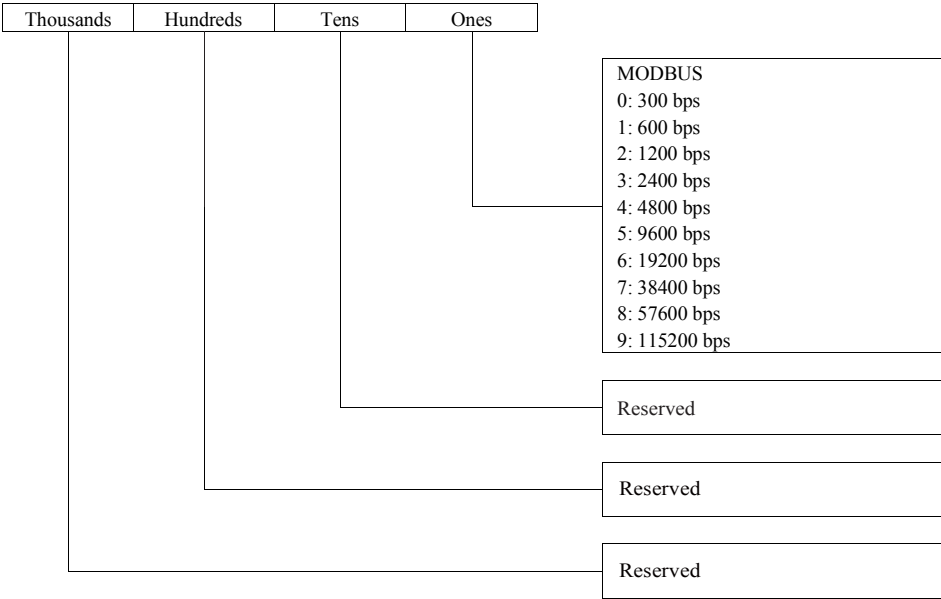 Thousands Hundreds Tens Ones
MODBUS
0: 300 bps
1: 600 bps
2: 1200 bps
3: 2400 bps
4: 4800 bps
5: 9600 bps
6: 19200 bps
7: 38400 bps
8: 57600 bps
9: 115200 bps
Reserved
Reserved
Reserved